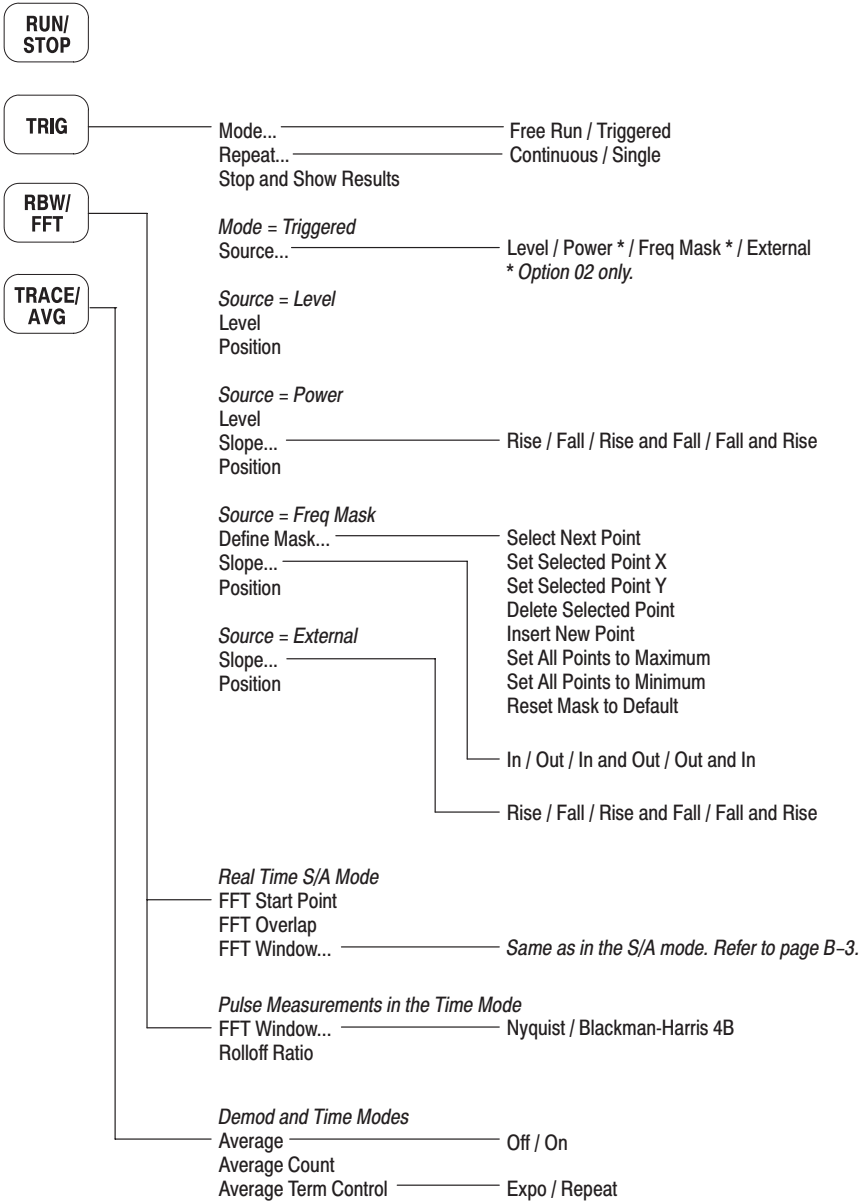 RUN/
STOP
TRIG
Mode... Free Run / Triggered
Repeat... Continuous / Single
Stop and Show Results
RBW/
FFT
Mode = Triggered
Source... Level / Power * / Freq Mask * / External
* Option 02 only.
TRACE/
AVG
Source = Level
Level
Position
Source = Power
Level
Slope... Rise / Fall / Rise and Fall / Fall and Rise
Position
Source = Freq Mask
Define Mask... Select Next Point
Slope... Set Selected Point X
Position Set Selected Point Y
Delete Selected Point
Source = External Insert New Point
Slope... Set All Points to Maximum
Position Set All Points to Minimum
Reset Mask to Default
In / Out / In and Out / Out and In
Rise / Fall / Rise and Fall / Fall and Rise
Real Time S/A Mode
FFT Start Point
FFT Overlap
FFT Window... Same as in the S/A mode. Refer to page B–3.
Pulse Measurements in the Time Mode
FFT Window... Nyquist / Blackman-Harris 4B
Rolloff Ratio
Demod and Time Modes
Average Off / On
Average Count
Average Term Control Expo / Repeat